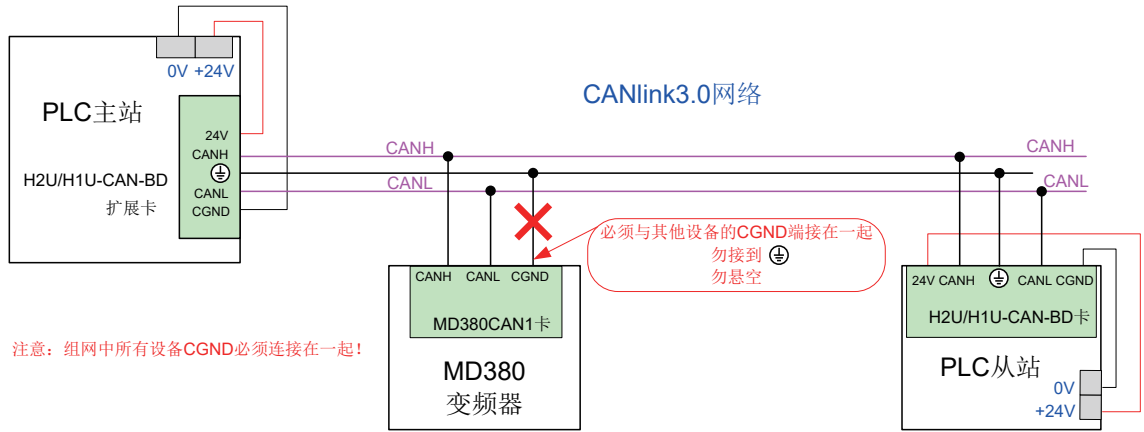 0V +24V
PLC主站
H2U/H1U-CAN-BD
扩展卡
24V
CANH
CANL
CGND
CANlink3.0网络
CANH
CANL
CANH
CANL
必须与其他设备的CGND端接在一起
勿接到
勿悬空
CANH CANL CGND
MD380CAN1卡
MD380
变频器
24V CANH CANL CGND
H2U/H1U-CAN-BD卡
PLC从站
0V
+24V
注意：组网中所有设备CGND必须连接在一起！